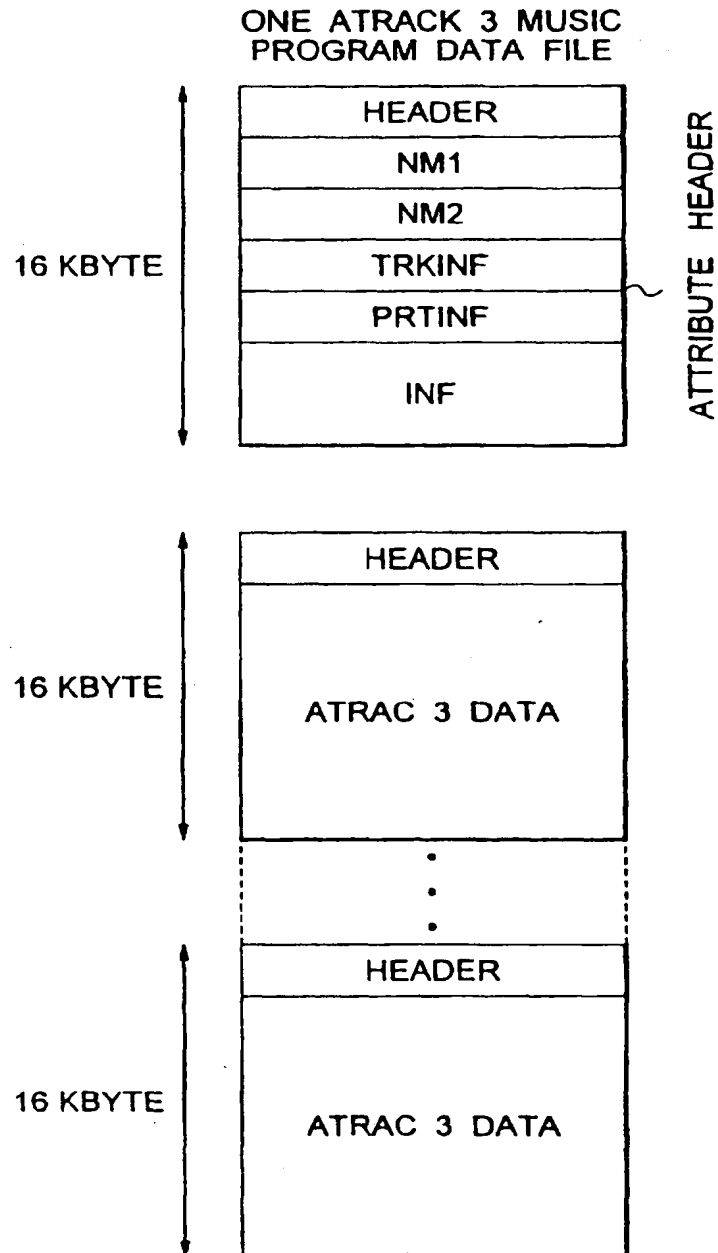 ONE ATRACK 3 MUSIC
PROGRAM DATA FILE
HEADER
NM1
NM2
16 KBYTE
TRKINF
PRTINF
INF
ATTRIBUTE HEADER
HEADER
16 KBYTE
ATRAC 3 DATA
HEADER
16 KBYTE
ATRAC 3 DATA